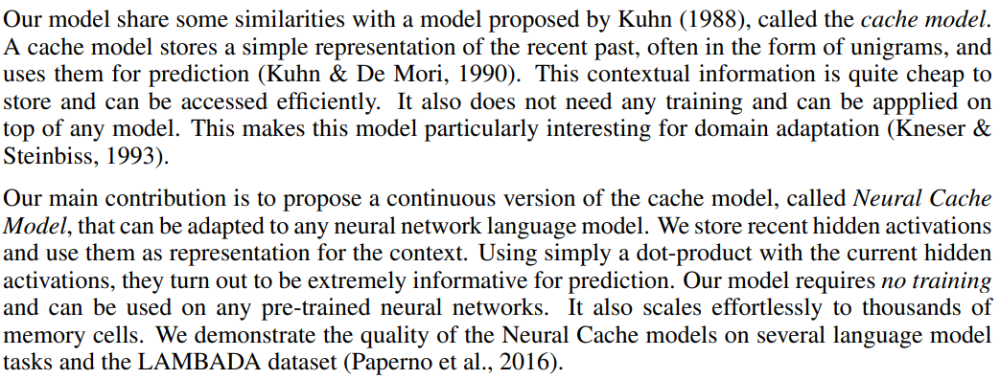 Our model share some similarities with a model proposed by Kuhn (1988), called the cache model.
A cache model stores a simple representation of the recent past, often in the form of unigrams, and
uses them for prediction (Kuhn & De Mori, 1990). This contextual information is quite cheap to
store and can be accessed efficiently. It also does not need any training and can be appplied on
top of any model. This makes this model particularly interesting for domain adaptation (Kneser &
Steinbiss, 1993).
Our main contribution is to propose a continuous version of the cache model, called Neural Cache
Model, that can be adapted to any neural network language model. We store recent hidden activations
and use them as representation for the context. Using simply a dot-product with the current hidden
activations, they turn out to be extremely informative for prediction. Our model requires no training
and can be used on any pre-trained neural networks. It also scales effortlessly to thousands of
memory cells. We demonstrate the quality of the Neural Cache models on several language model
tasks and the LAMBADA dataset (Paperno et al., 2016).